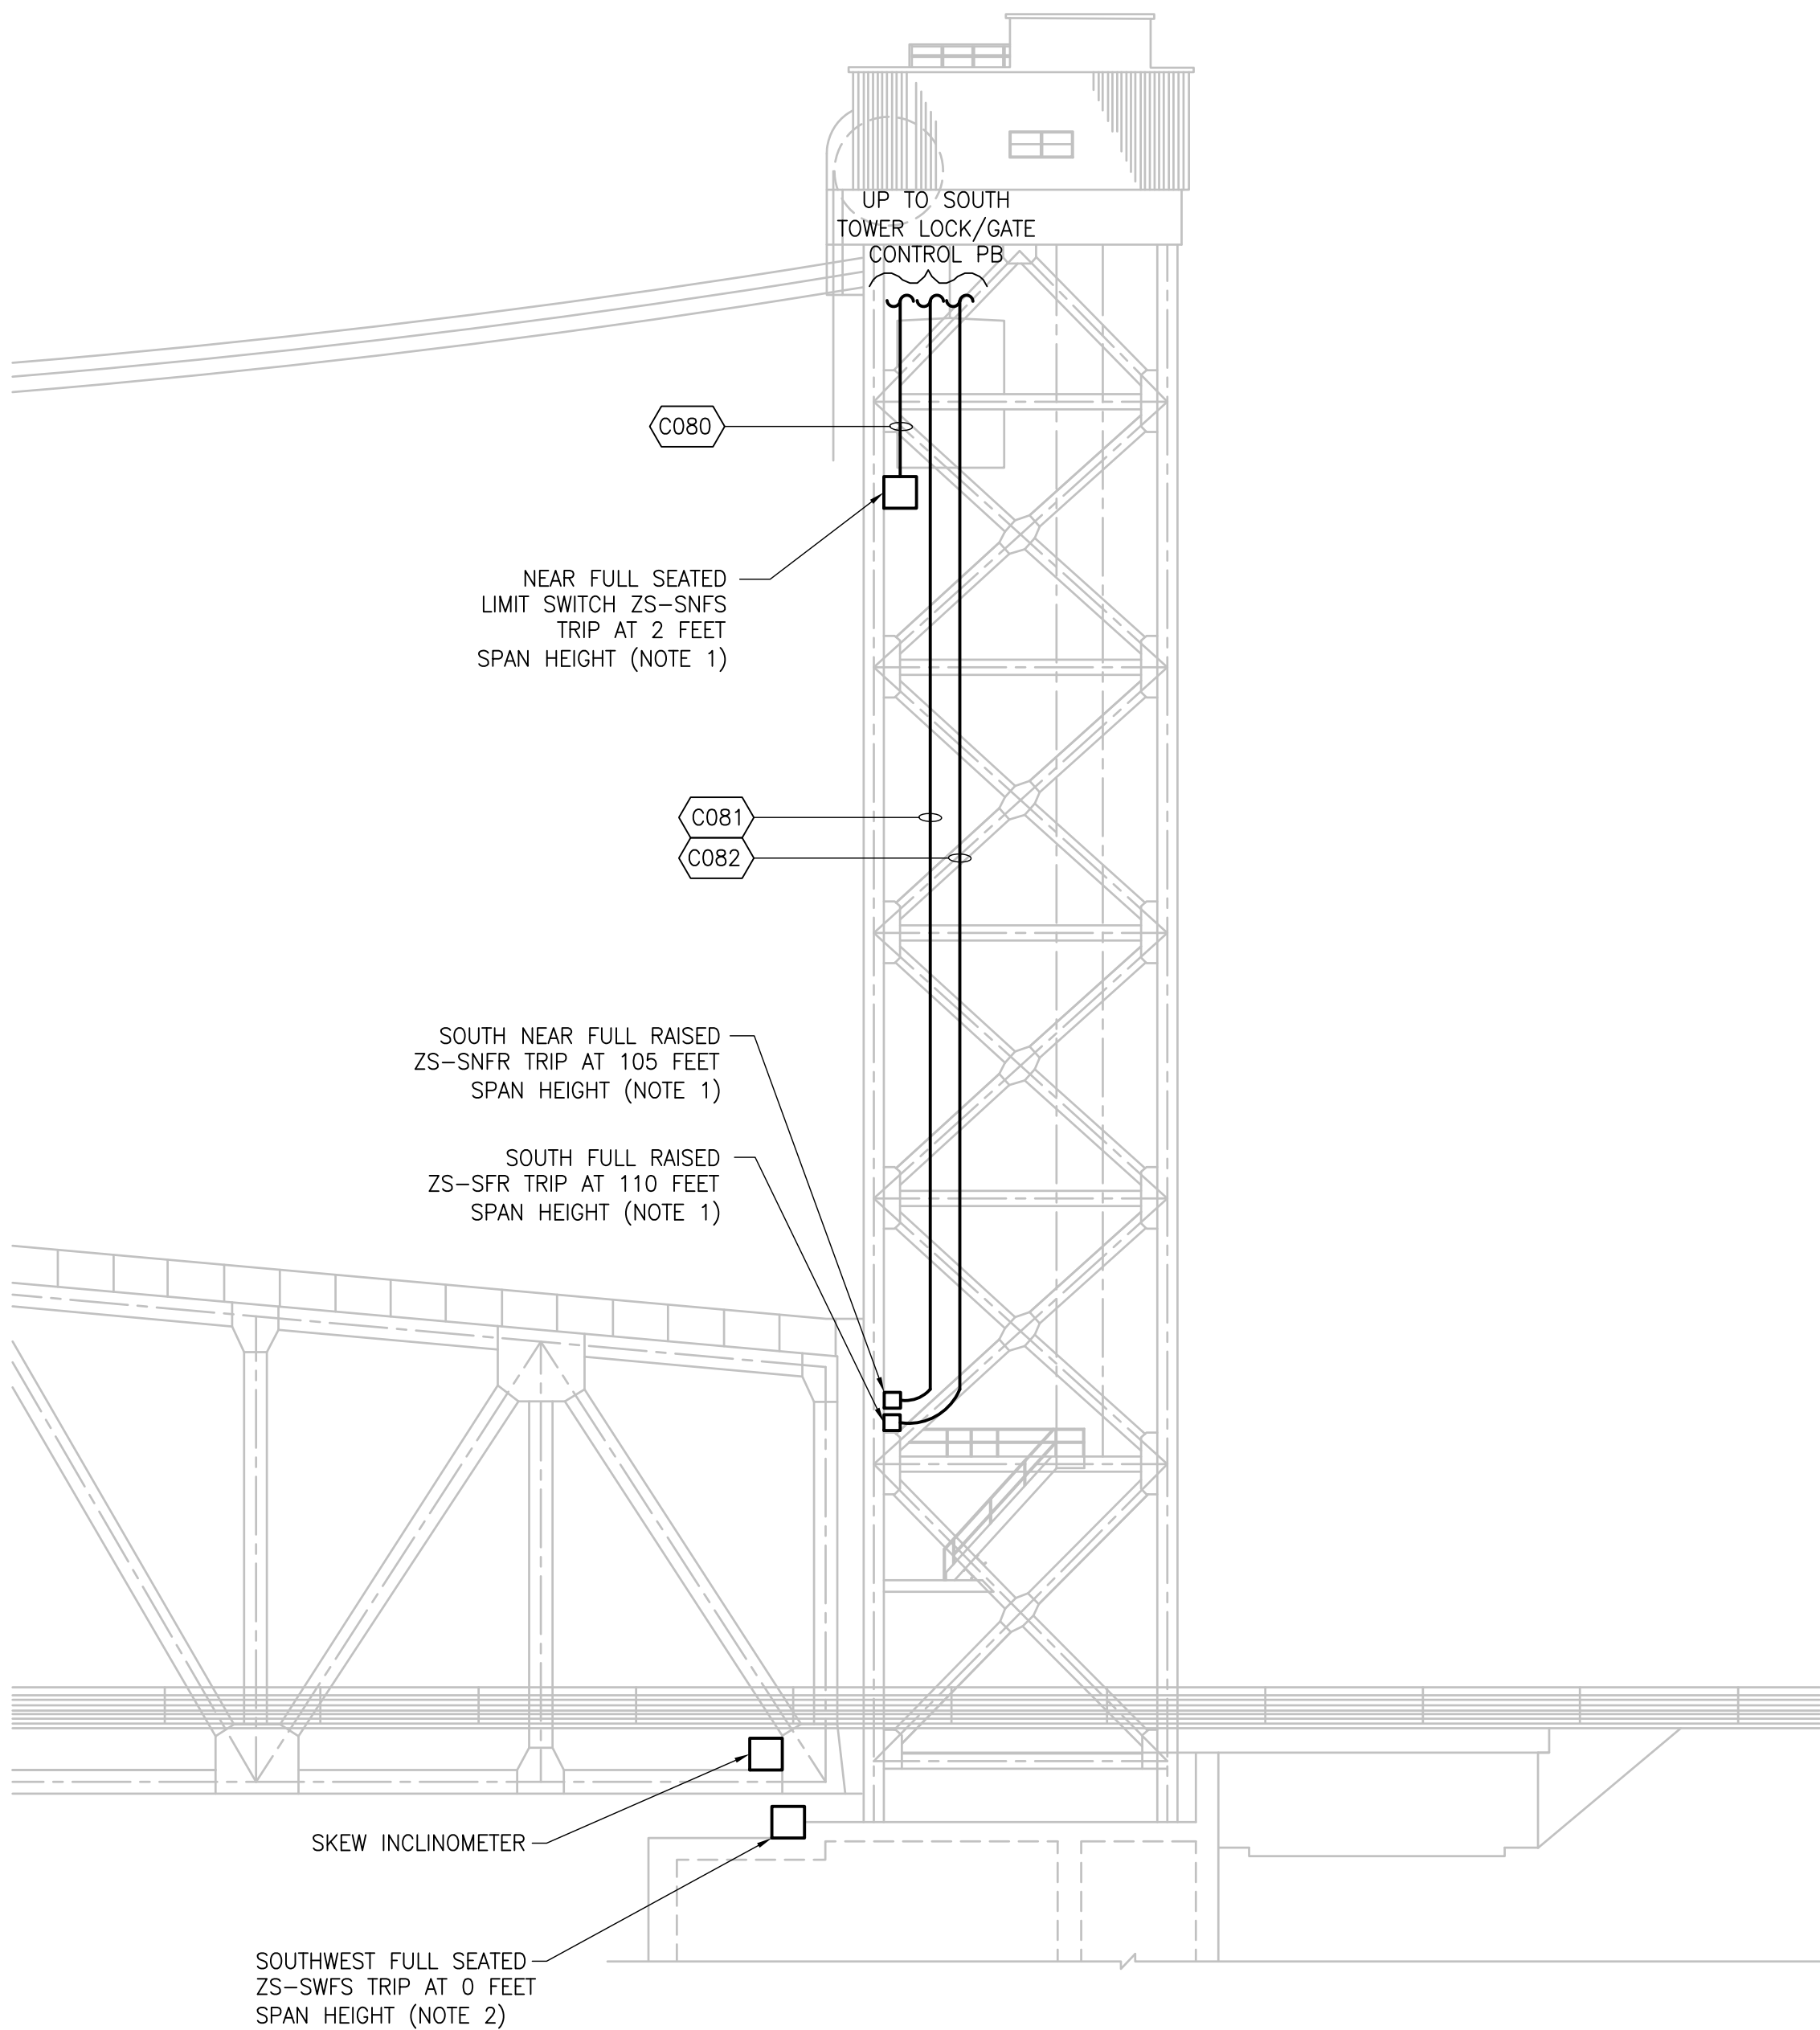 UP TO SOUTH
TOWER LOCK/GATE
CONTROL PB
C080
NEAR FULL SEATED
LIMIT SWITCH ZS-SNFS
TRIP AT 2 FEET
SPAN HEIGHT (NOTE 1)
C081
C082
SOUTH NEAR FULL RAISED
ZS-SNFR TRIP AT 105 FEET
SPAN HEIGHT (NOTE 1)
SOUTH FULL RAISED
ZS-SFR TRIP AT 110 FEET
SPAN HEIGHT (NOTE 1)
SKEW INCLINOMETER
SOUTHWEST FULL SEATED
ZS-SWFS TRIP AT 0 FEET
SPAN HEIGHT (NOTE 2)